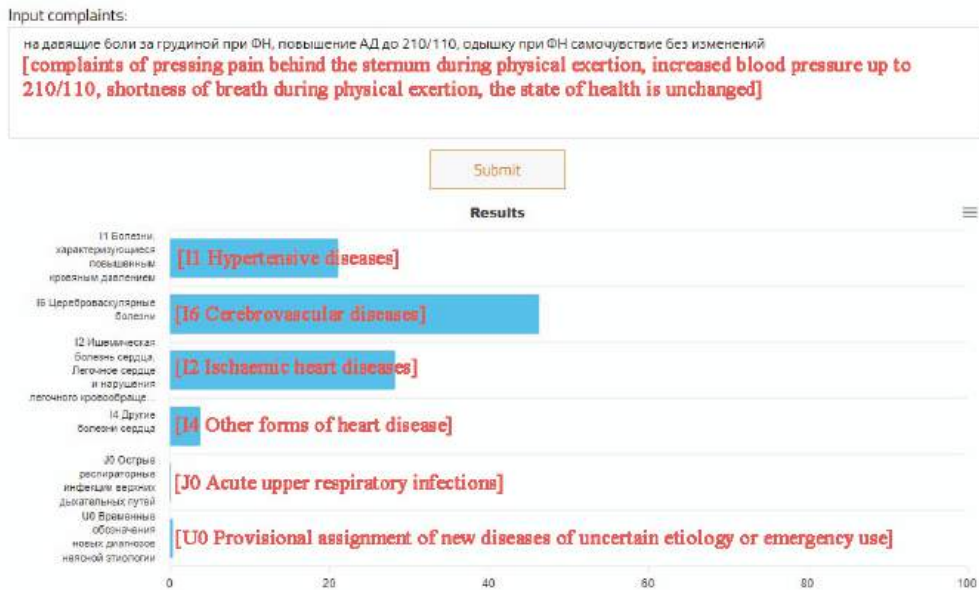 Input complaints:
на давящие боли за грудиной при ФН, повышение АД до 210/110, одышку при ФН самочувствие без изменений
[complaints of pressing pain behind the sternum during physical exertion, increased blood pressure up to
210/110, shortness of breath during physical exertion, the state of health is unchanged]
Submit
Results
I1 Болезни,
характеризующиеся
повышенным
кровяным давлением
[I1 Hypertensive diseases]
I6 Цереброваскулярные
болезни
[I6 Cerebrovascular diseases]
I2 Ишемическая
болезнь сердца,
Легочное сердце
и нарушения
легочного кровообраще...
[I2 Ischaemic heart diseases]
I4 Другие
болезни сердца
[I4 Other forms of heart disease]
J0 Острые
респираторные
инфекции верхних
дыхательных путей
[J0 Acute upper respiratory infections]
U0 Временные
обозначения
новых диагнозов
неясной этиологии
[U0 Provisional assignment of new diseases of uncertain etiology or emergency use]
0 20 40 60 80 100